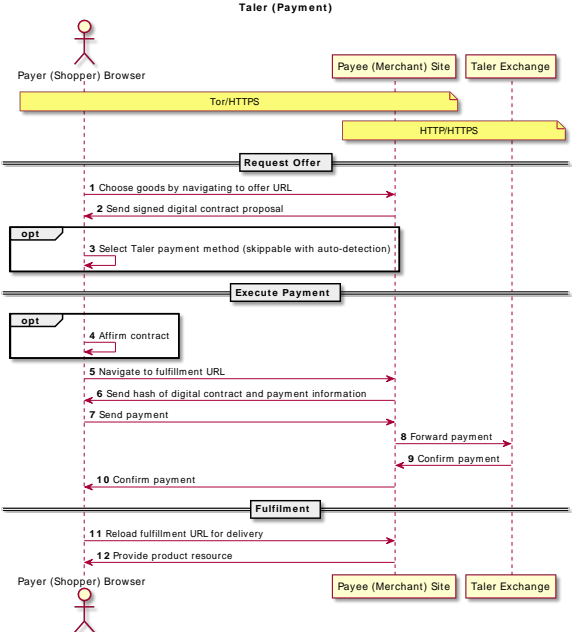 Taler (Payment)
Payer (Shopper) Browser
Payee (Merchant) Site
Taler Exchange
Tor/HTTPS
HTTP/HTTPS
Request Offer
1 Choose goods by navigating to offer URL
2 Send signed digital contract proposal
opt
3 Select Taler payment method (skippable with auto-detection)
Execute Payment
opt
4 Affirm contract
5 Navigate to fulfillment URL
6 Send hash of digital contract and payment information
7 Send payment
8 Forward payment
9 Confirm payment
10 Confirm payment
Fulfilment
11 Reload fulfillment URL for delivery
12 Provide product resource
Payer (Shopper) Browser
Payee (Merchant) Site
Taler Exchange